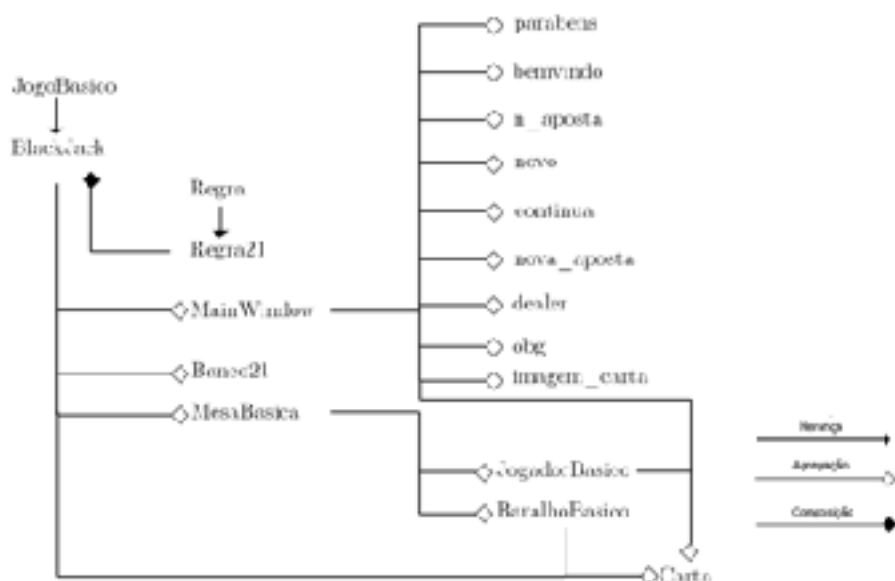 JogoBasico
BlackJack
Regra
Regra21
MainWindow
Banco21
MesaBasica
parabens
bemvindo
n_aposta
novo
continua
nova_aposta
dealer
obg
imagem_carta
JogadorBasico
BaralhoBasico
Carta
Herança
Agregação
Composição